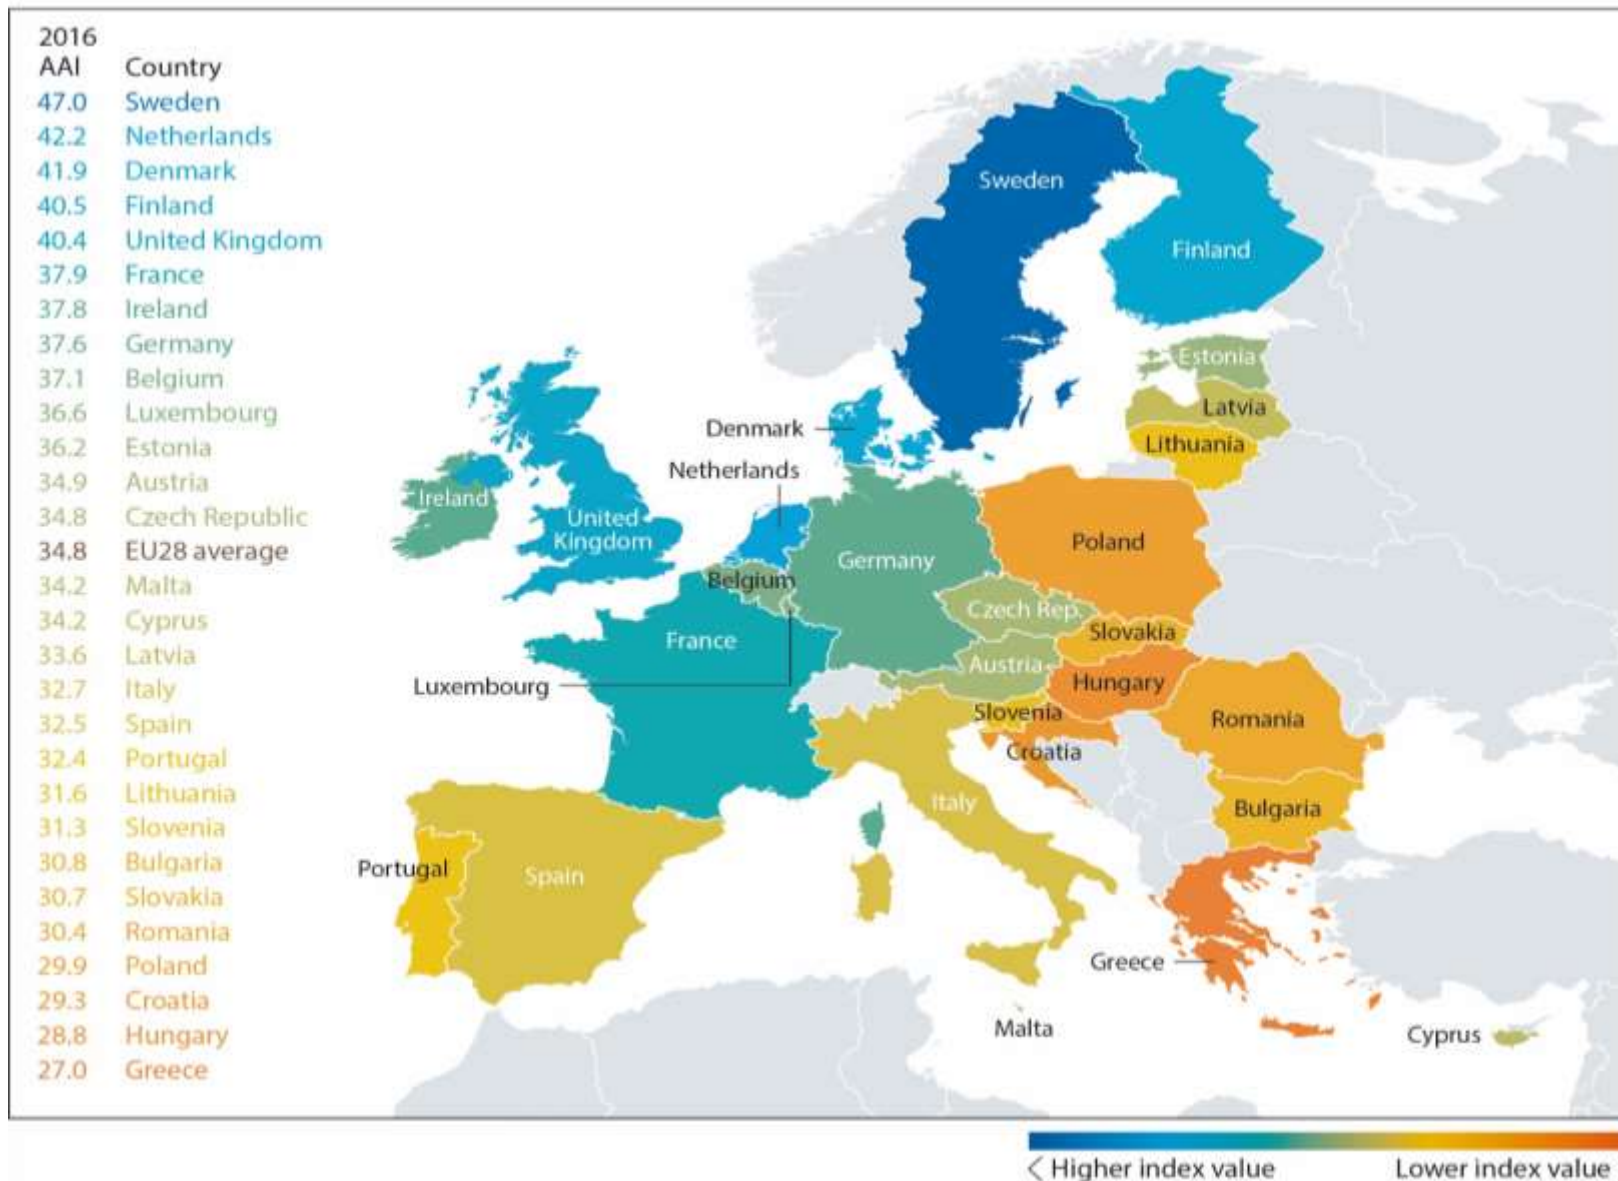 2016
AAI Country
47.0 Sweden
42.2 Netherlands
41.9 Denmark
40.5 Finland
40.4 United Kingdom
37.9 France
37.8 Ireland
37.6 Germany
37.1 Belgium
36.6 Luxembourg
36.2 Estonia
34.9 Austria
34.8 Czech Republic
34.8 EU28 average
34.2 Malta
34.2 Cyprus
33.6 Latvia
32.7 Italy
32.5 Spain
32.4 Portugal
31.6 Lithuania
31.3 Slovenia
30.8 Bulgaria
30.7 Slovakia
30.4 Romania
29.9 Poland
29.3 Croatia
28.8 Hungary
27.0 Greece
Sweden
Finland
Estonia
Latvia
Lithuania
Denmark
Netherlands
Ireland
United
Kingdom
Germany
Poland
Belgium
Czech Rep.
Slovakia
France
Austria
Luxembourg
Hungary
Slovenia
Romania
Croatia
Italy
Bulgaria
Portugal
Spain
Greece
Malta
Cyprus
< Higher index value
Lower index value